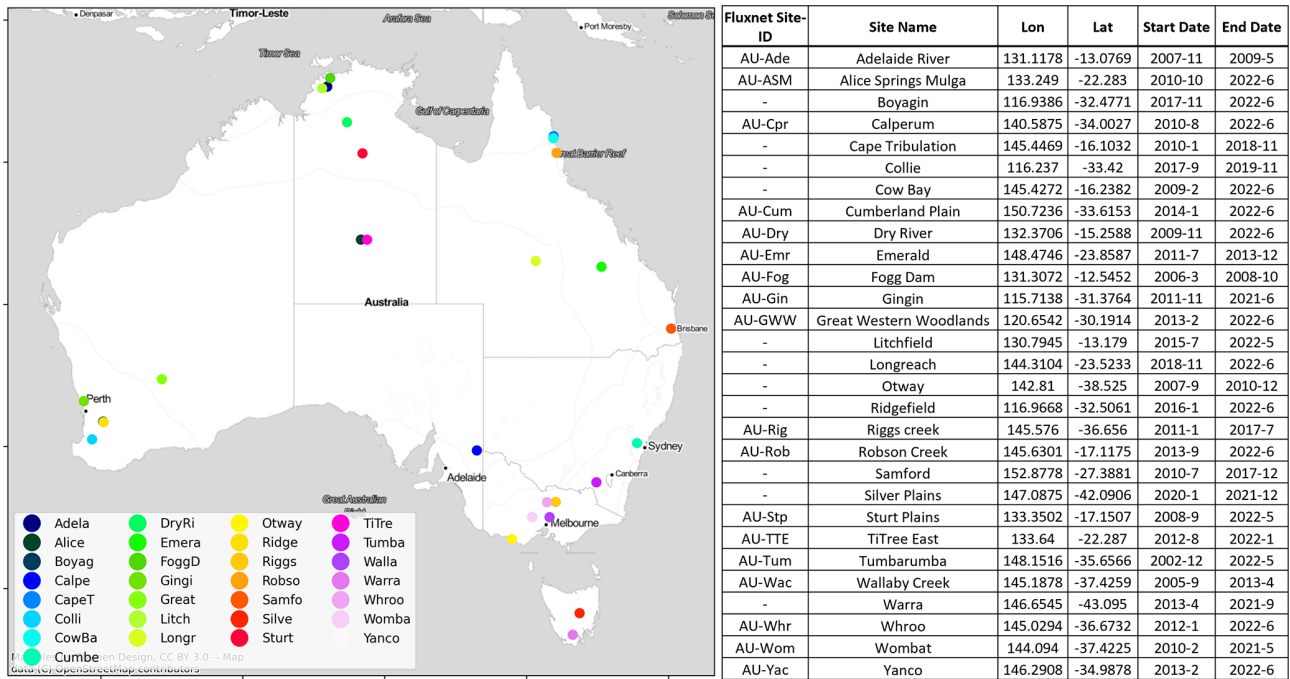 Denpasar
Timor-Leste
Arafura Sea
Solomon S
Port Moresby
Timor Sea
Gulf of Carpentaria
Great Barrier Reef
Australia
Brisbane
Perth
Sydney
Adelaide
Canberra
Great Australian
Bight
Melbourne
Adela DryRi Otway TiTre
Alice Emera Ridge Tumba
Boyag FoggD Riggs Walla
Calpe Gingi Robso Warra
CapeT Great Samfo Whroo
Colli Litch Silve Womba
CowBa Longr Sturt Yanco
Cumbe
Design, CC BY 3.0 -- Map
data (C) OpenStreetMap contributors
Fluxnet Site-ID Site Name Lon Lat Start Date End Date
AU-Ade Adelaide River 131.1178 -13.0769 2007-11 2009-5
AU-ASM Alice Springs Mulga 133.249 -22.283 2010-10 2022-6
- Boyagin 116.9386 -32.4771 2017-11 2022-6
AU-Cpr Calperum 140.5875 -34.0027 2010-8 2022-6
- Cape Tribulation 145.4469 -16.1032 2010-1 2018-11
- Collie 116.237 -33.42 2017-9 2019-11
- Cow Bay 145.4272 -16.2382 2009-2 2022-6
AU-Cum Cumberland Plain 150.7236 -33.6153 2014-1 2022-6
AU-Dry Dry River 132.3706 -15.2588 2009-11 2022-6
AU-Emr Emerald 148.4746 -23.8587 2011-7 2013-12
AU-Fog Fogg Dam 131.3072 -12.5452 2006-3 2008-10
AU-Gin Gingin 115.7138 -31.3764 2011-11 2021-6
AU-GWW Great Western Woodlands 120.6542 -30.1914 2013-2 2022-6
- Litchfield 130.7945 -13.179 2015-7 2022-5
- Longreach 144.3104 -23.5233 2018-11 2022-6
- Otway 142.81 -38.525 2007-9 2010-12
- Ridgefield 116.9668 -32.5061 2016-1 2022-6
AU-Rig Riggs creek 145.576 -36.656 2011-1 2017-7
AU-Rob Robson Creek 145.6301 -17.1175 2013-9 2022-6
- Samford 152.8778 -27.3881 2010-7 2017-12
- Silver Plains 147.0875 -42.0906 2020-1 2021-12
AU-Stp Sturt Plains 133.3502 -17.1507 2008-9 2022-5
AU-TTE TiTree East 133.64 -22.287 2012-8 2022-1
AU-Tum Tumbarumba 148.1516 -35.6566 2002-12 2022-5
AU-Wac Wallaby Creek 145.1878 -37.4259 2005-9 2013-4
- Warra 146.6545 -43.095 2013-4 2021-9
AU-Whr Whroo 145.0294 -36.6732 2012-1 2022-6
AU-Wom Wombat 144.094 -37.4225 2010-2 2021-5
AU-Yac Yanco 146.2908 -34.9878 2013-2 2022-6